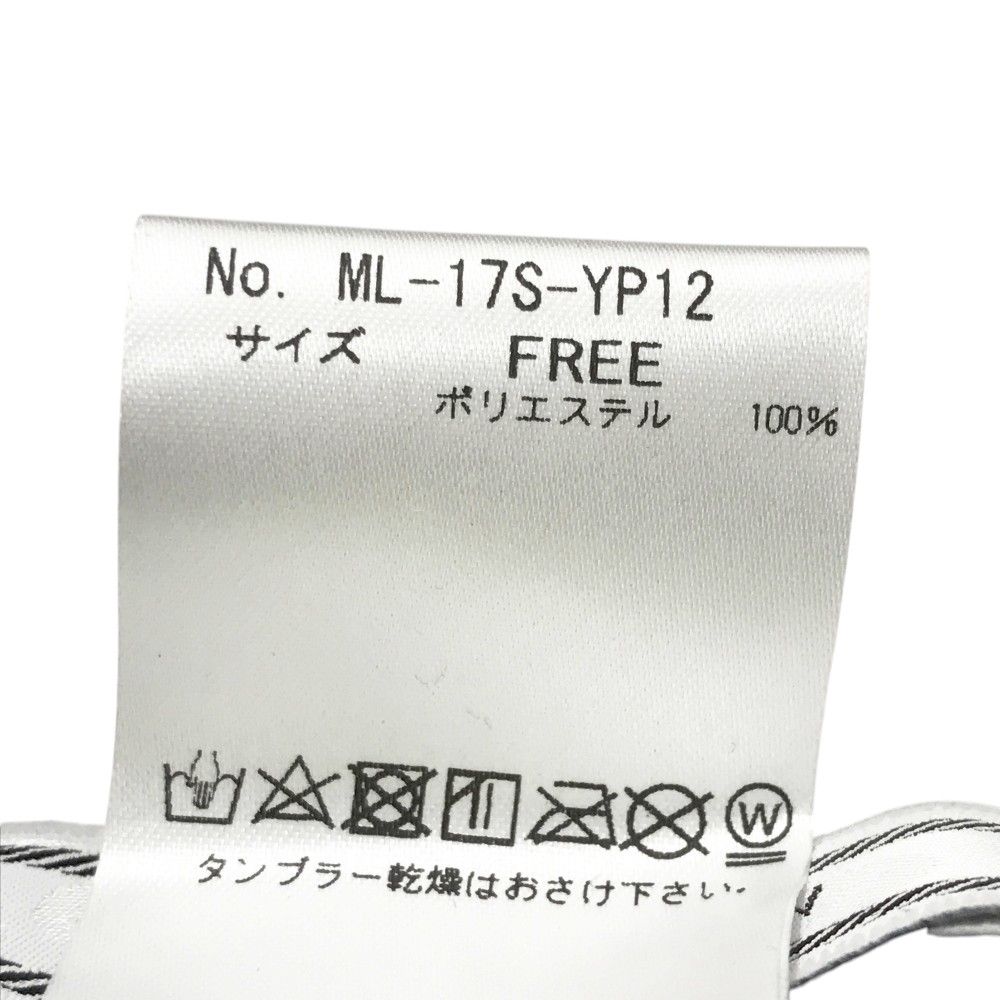 No. ML-17S-YP12
サイズ FREE
ポリエステル 100%
W
タンブラー乾燥はおさけ下さい